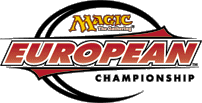 MAGIC
The Gathering
EUROPEAN
CHAMPIONSHIP